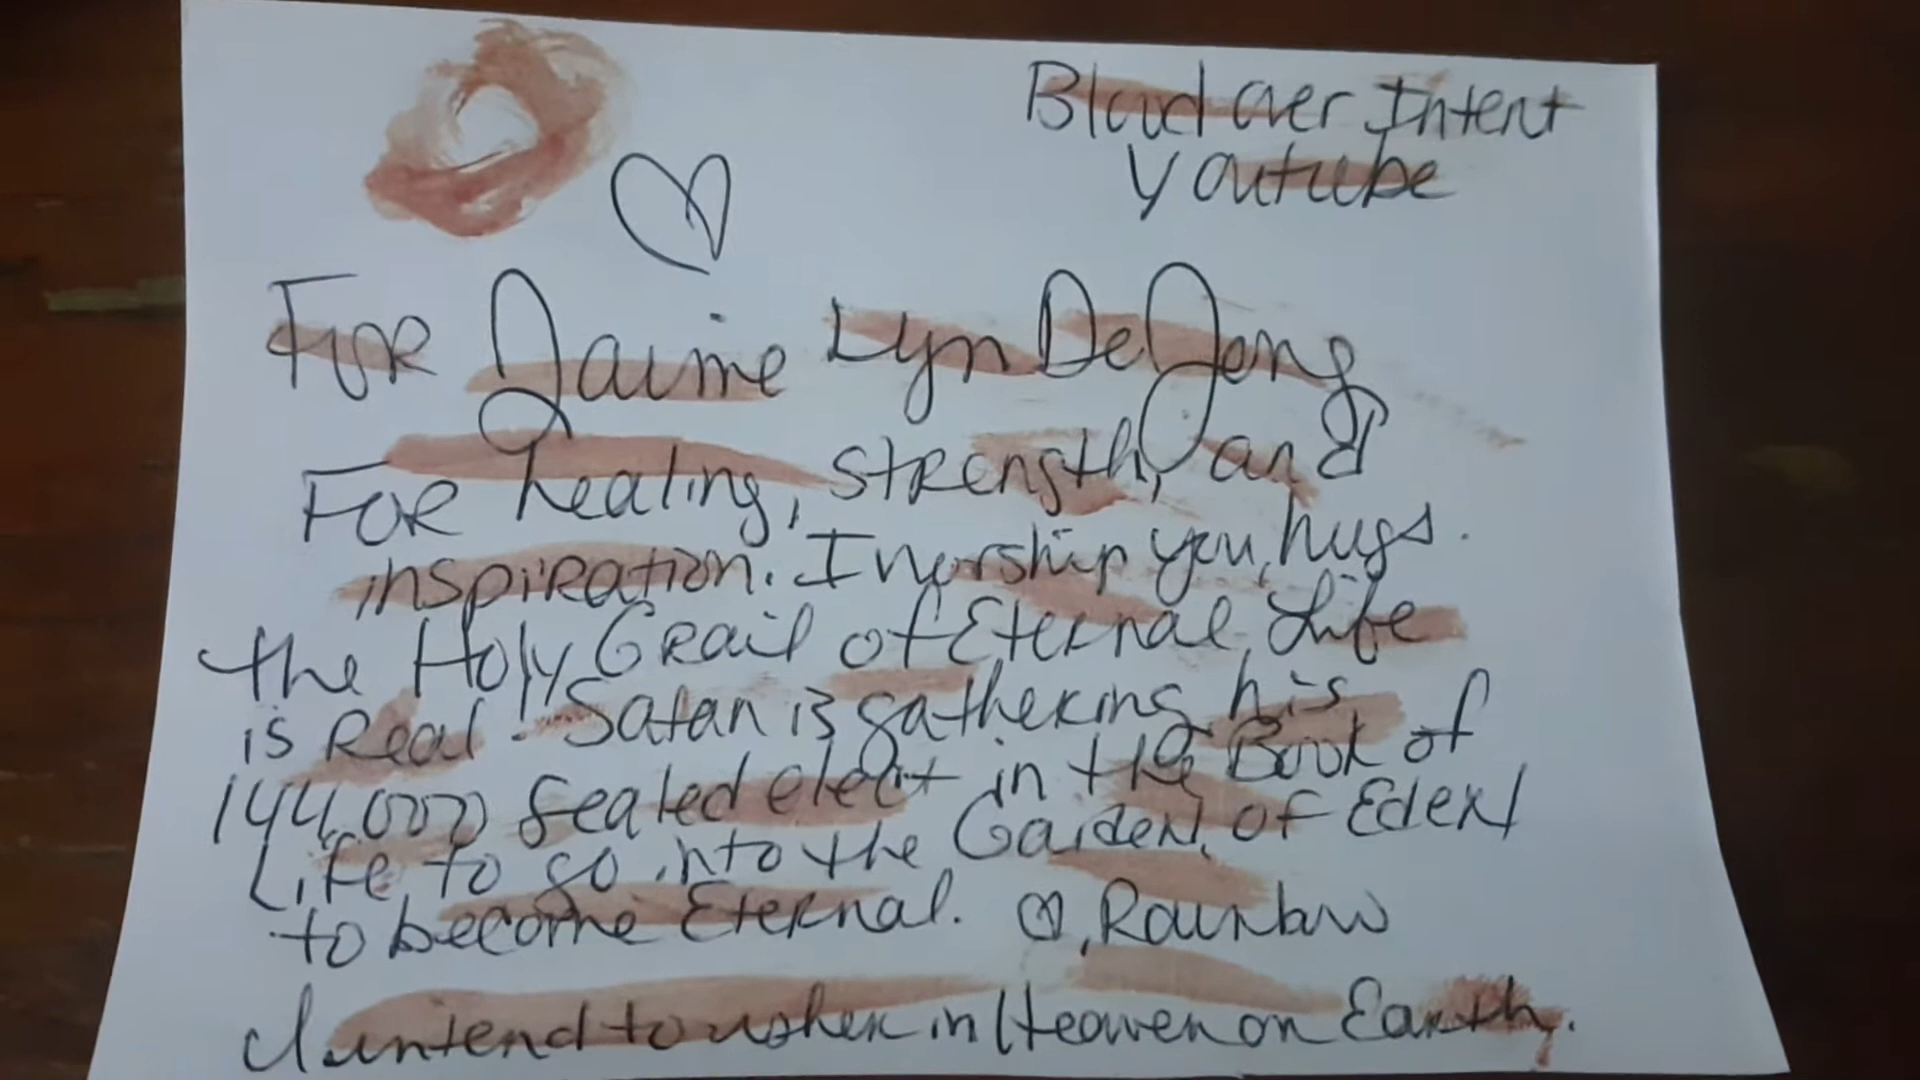 Blood over Intent
Youtube
FOR Jaime Lyn DeJong
FOR healing, strength, and
inspiration. I worship you, hugs.
the Holy Grail of Eternal Life
is Real. Satan is gathering his
144,000 sealed elect in the Book of
Life, to go into the Garden of Eden
to become Eternal. ♡, Rainbow
I intend to usher in Heaven on Earth.